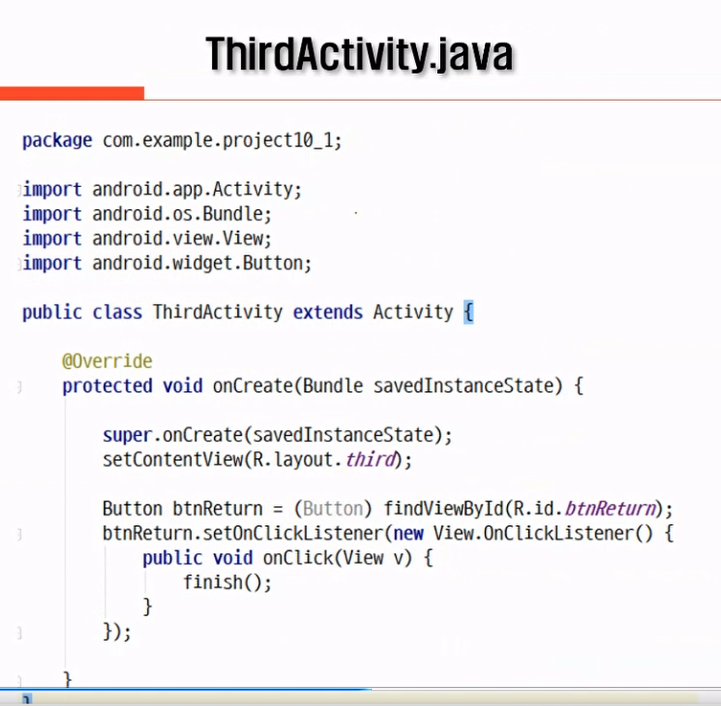 ThirdActivity.java
package com.example.project10_1;
import android.app.Activity;
import android.os.Bundle;
import android.view.View;
import android.widget.Button;
public class ThirdActivity extends Activity {
@Override
protected void onCreate(Bundle savedInstanceState) {
super.onCreate(savedInstanceState);
setContentView(R.layout.third);
Button btnReturn = (Button) findViewById(R.id.btnReturn);
btnReturn.setOnClickListener(new View.OnClickListener() {
public void onClick(View v) {
finish();
}
});
}
}